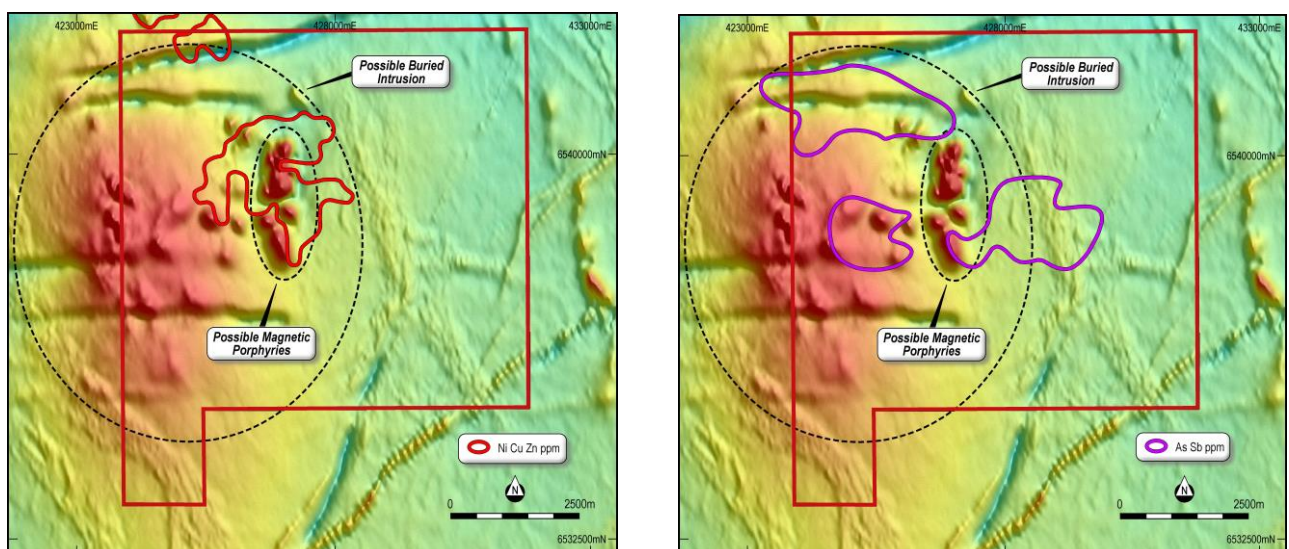 423000mE
428000mE
433000mE
Possible Buried
Intrusion
6540000mN
Possible Magnetic
Porphyries
Ni Cu Zn ppm
N
0
2500m
6532500mN
423000mE
428000mE
433000mE
Possible Buried
Intrusion
6540000mN
Possible Magnetic
Porphyries
As Sb ppm
N
0
2500m
6532500mN